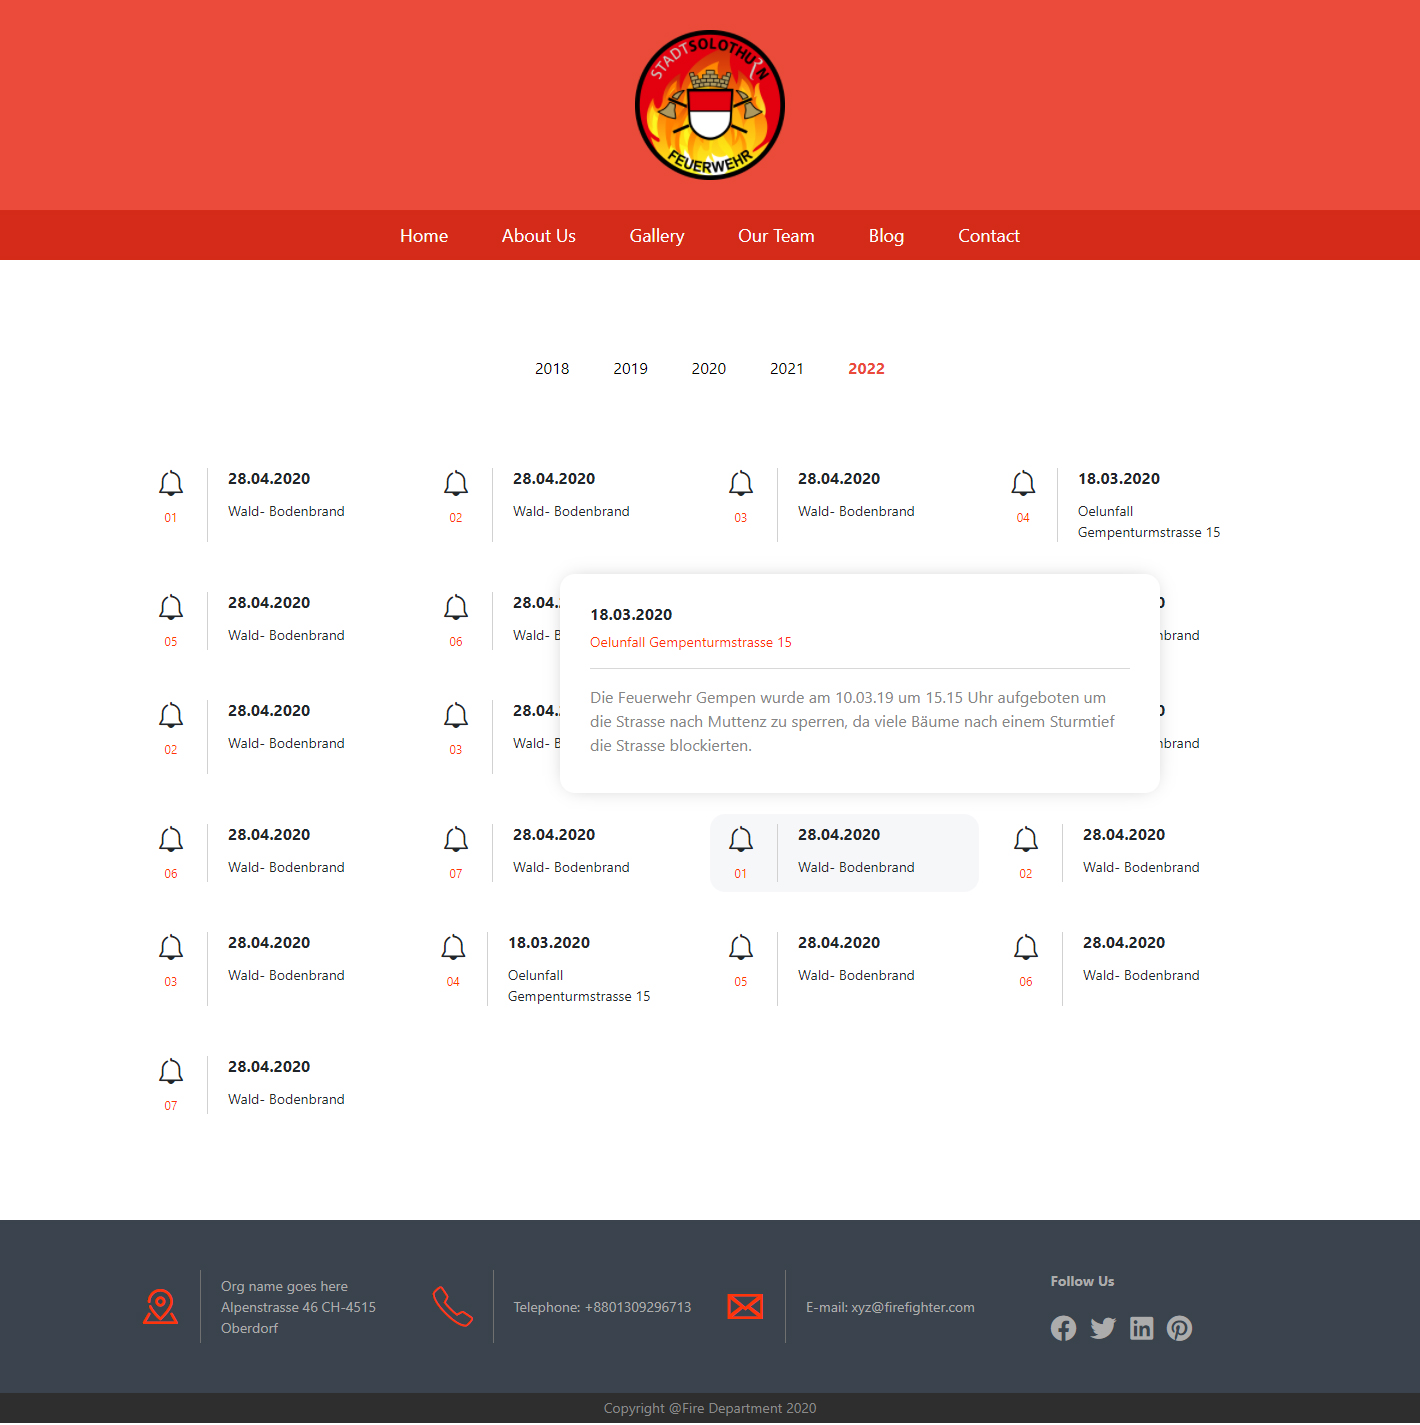 STADTSOLOTHURN
FEUERWEHR
Home About Us Gallery Our Team Blog Contact
2018 2019 2020 2021 2022
28.04.2020
Wald- Bodenbrand
01
28.04.2020
Wald- Bodenbrand
02
28.04.2020
Wald- Bodenbrand
03
18.03.2020
Oelunfall
Gempenturmstrasse 15
04
28.04.2020
Wald- Bodenbrand
05
28.04.
Wald- B
06
18.03.2020
Oelunfall Gempenturmstrasse 15
Die Feuerwehr Gempen wurde am 10.03.19 um 15.15 Uhr aufgeboten um
die Strasse nach Muttenz zu sperren, da viele Bäume nach einem Sturmtief
die Strasse blockierten.
brand
28.04.2020
Wald- Bodenbrand
02
28.04.
Wald- B
03
brand
28.04.2020
Wald- Bodenbrand
06
28.04.2020
Wald- Bodenbrand
07
28.04.2020
Wald- Bodenbrand
01
28.04.2020
Wald- Bodenbrand
02
28.04.2020
Wald- Bodenbrand
03
18.03.2020
Oelunfall
Gempenturmstrasse 15
04
28.04.2020
Wald- Bodenbrand
05
28.04.2020
Wald- Bodenbrand
06
28.04.2020
Wald- Bodenbrand
07
Org name goes here
Alpenstrasse 46 CH-4515
Oberdorf
Telephone: +8801309296713
E-mail: xyz@firefighter.com
Follow Us
Copyright @Fire Department 2020